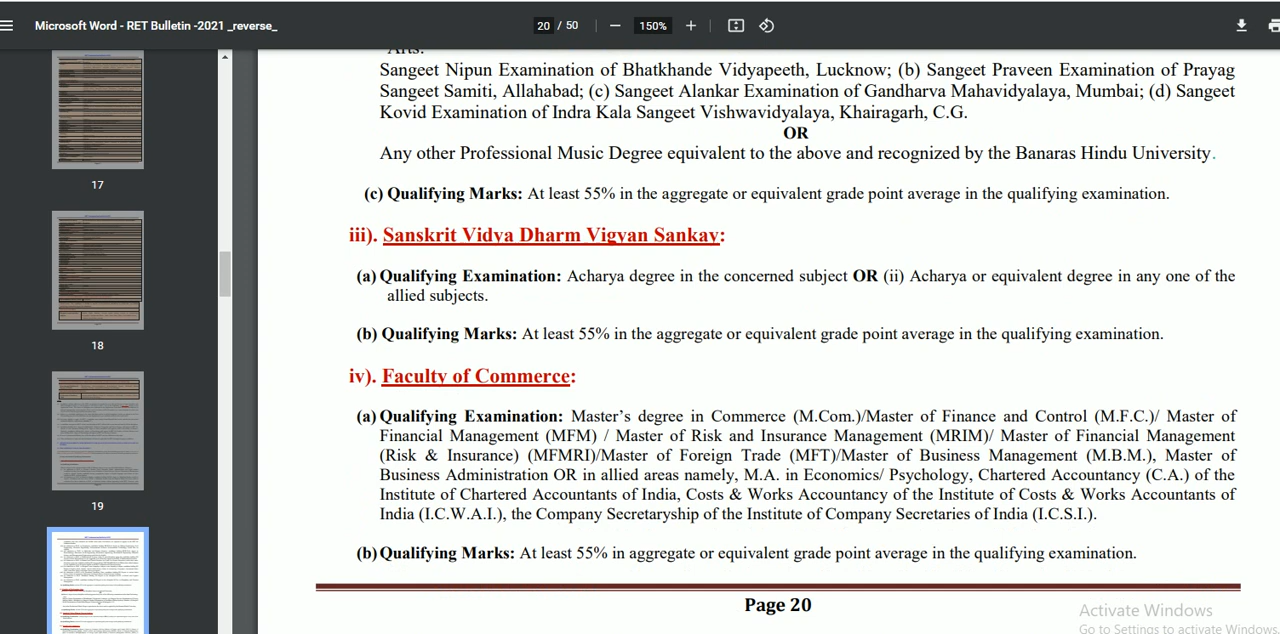 Microsoft Word - RET Bulletin -2021 _reverse_
20 / 50
150%
17
18
19
Arts.
Sangeet Nipun Examination of Bhatkhande Vidyapeeth, Lucknow; (b) Sangeet Praveen Examination of Prayag
Sangeet Samiti, Allahabad; (c) Sangeet Alankar Examination of Gandharva Mahavidyalaya, Mumbai; (d) Sangeet
Kovid Examination of Indra Kala Sangeet Vishwavidyalaya, Khairagarh, C.G.
OR
Any other Professional Music Degree equivalent to the above and recognized by the Banaras Hindu University.
(c) Qualifying Marks: At least 55% in the aggregate or equivalent grade point average in the qualifying examination.
iii). Sanskrit Vidya Dharm Vigyan Sankay:
(a) Qualifying Examination: Acharya degree in the concerned subject OR (ii) Acharya or equivalent degree in any one of the
allied subjects.
(b) Qualifying Marks: At least 55% in the aggregate or equivalent grade point average in the qualifying examination.
iv). Faculty of Commerce:
(a) Qualifying Examination: Master's degree in Commerce (M.Com.)/Master of Finance and Control (M.F.C.)/ Master of
Financial Management (MFM) / Master of Risk and Insurance Management (MRIM)/ Master of Financial Management
(Risk & Insurance) (MFMRI)/Master of Foreign Trade (MFT)/Master of Business Management (M.B.M.), Master of
Business Administration OR in allied areas namely, M.A. in Economics/ Psychology, Chartered Accountancy (C.A.) of the
Institute of Chartered Accountants of India, Costs & Works Accountancy of the Institute of Costs & Works Accountants of
India (I.C.W.A.I.), the Company Secretaryship of the Institute of Company Secretaries of India (I.C.S.I.).
(b) Qualifying Marks: At least 55% in aggregate or equivalent grade point average in the qualifying examination.
Page 20
Activate Windows
Go to Settings to activate Windows.